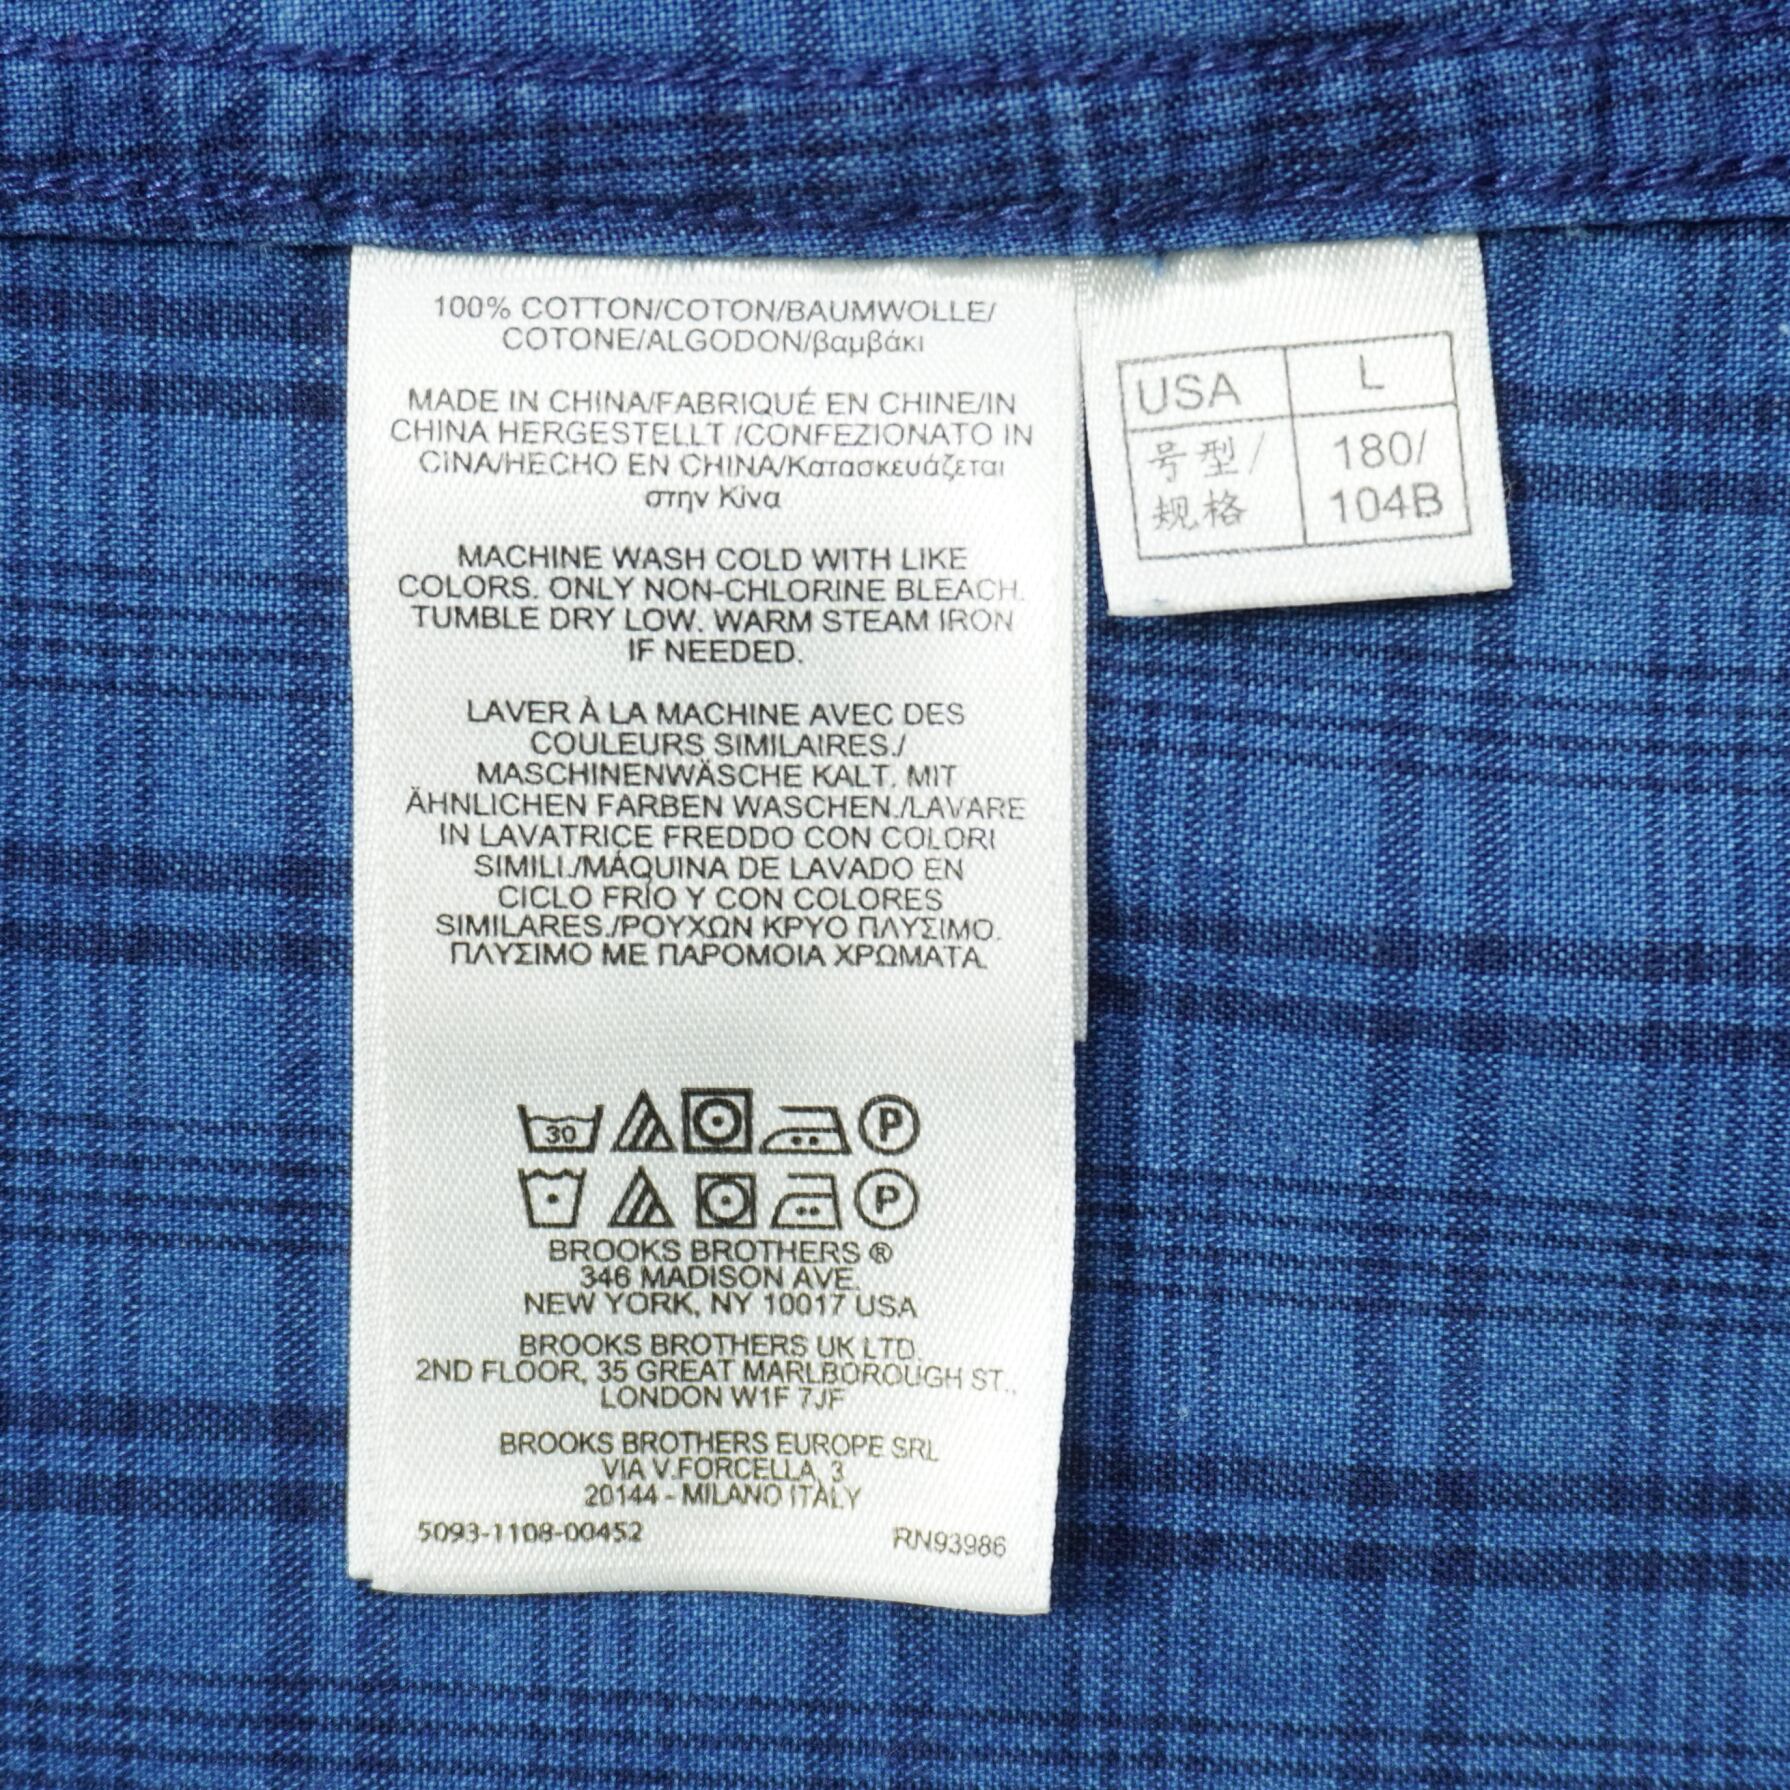 100% COTTON/COTON/BAUMWOLLE/
COTONE/ALGODON/βαμβάκι
MADE IN CHINA/FABRIQUÉ EN CHINE/IN
CHINA HERGESTELLT /CONFEZIONATO IN
CINA/HECHO EN CHINA/Κατασκευάζεται
στην Κίνα
MACHINE WASH COLD WITH LIKE
COLORS. ONLY NON-CHLORINE BLEACH.
TUMBLE DRY LOW. WARM STEAM IRON
IF NEEDED.
LAVER À LA MACHINE AVEC DES
COULEURS SIMILAIRES./
MASCHINENWÄSCHE KALT, MIT
ÄHNLICHEN FARBEN WASCHEN./LAVARE
IN LAVATRICE FREDDO CON COLORI
SIMILI./MÁQUINA DE LAVADO EN
CICLO FRÍO Y CON COLORES
SIMILARES./ΡΟΥΧΩΝ ΚΡΥΟ ΠΛΥΣΙΜΟ.
ΠΛΥΣΙΜΟ ΜΕ ΠΑΡΟΜΟΙΑ ΧΡΩΜΑΤΑ.
30 P
P
BROOKS BROTHERS ®
346 MADISON AVE.
NEW YORK, NY 10017 USA
BROOKS BROTHERS UK LTD.
2ND FLOOR, 35 GREAT MARLBOROUGH ST.,
LONDON W1F 7JF
BROOKS BROTHERS EUROPE SRL
VIA V.FORCELLA, 3
20144 - MILANO ITALY
5093-1108-00452 RN93986
USA L
号型/ 180/
规格 104B